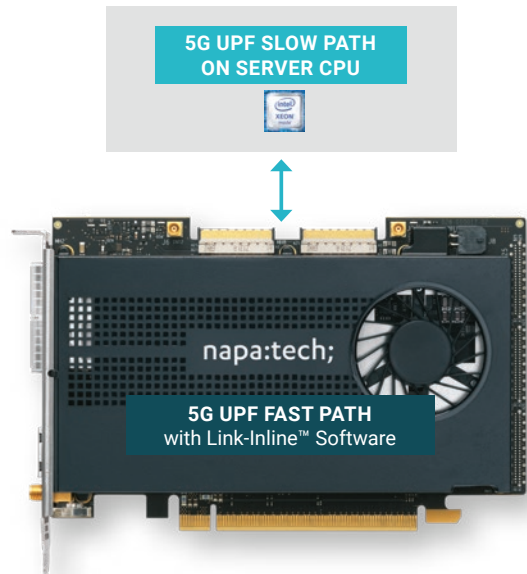 5G UPF SLOW PATH
ON SERVER CPU
intel
XEON
napa:tech;
5G UPF FAST PATH
with Link-Inline™ Software